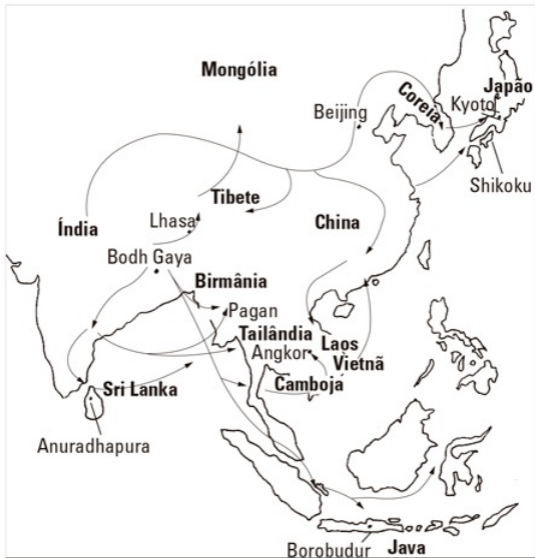 Mongólia
Japão
Coreia
Kyoto
Beijing
Shikoku
Tibete
Lhasa
China
Índia
Bodh Gaya
Birmânia
Pagan
Tailândia
Laos
Angkor
Vietnã
Camboja
Sri Lanka
Anuradhapura
Borobudur
Java